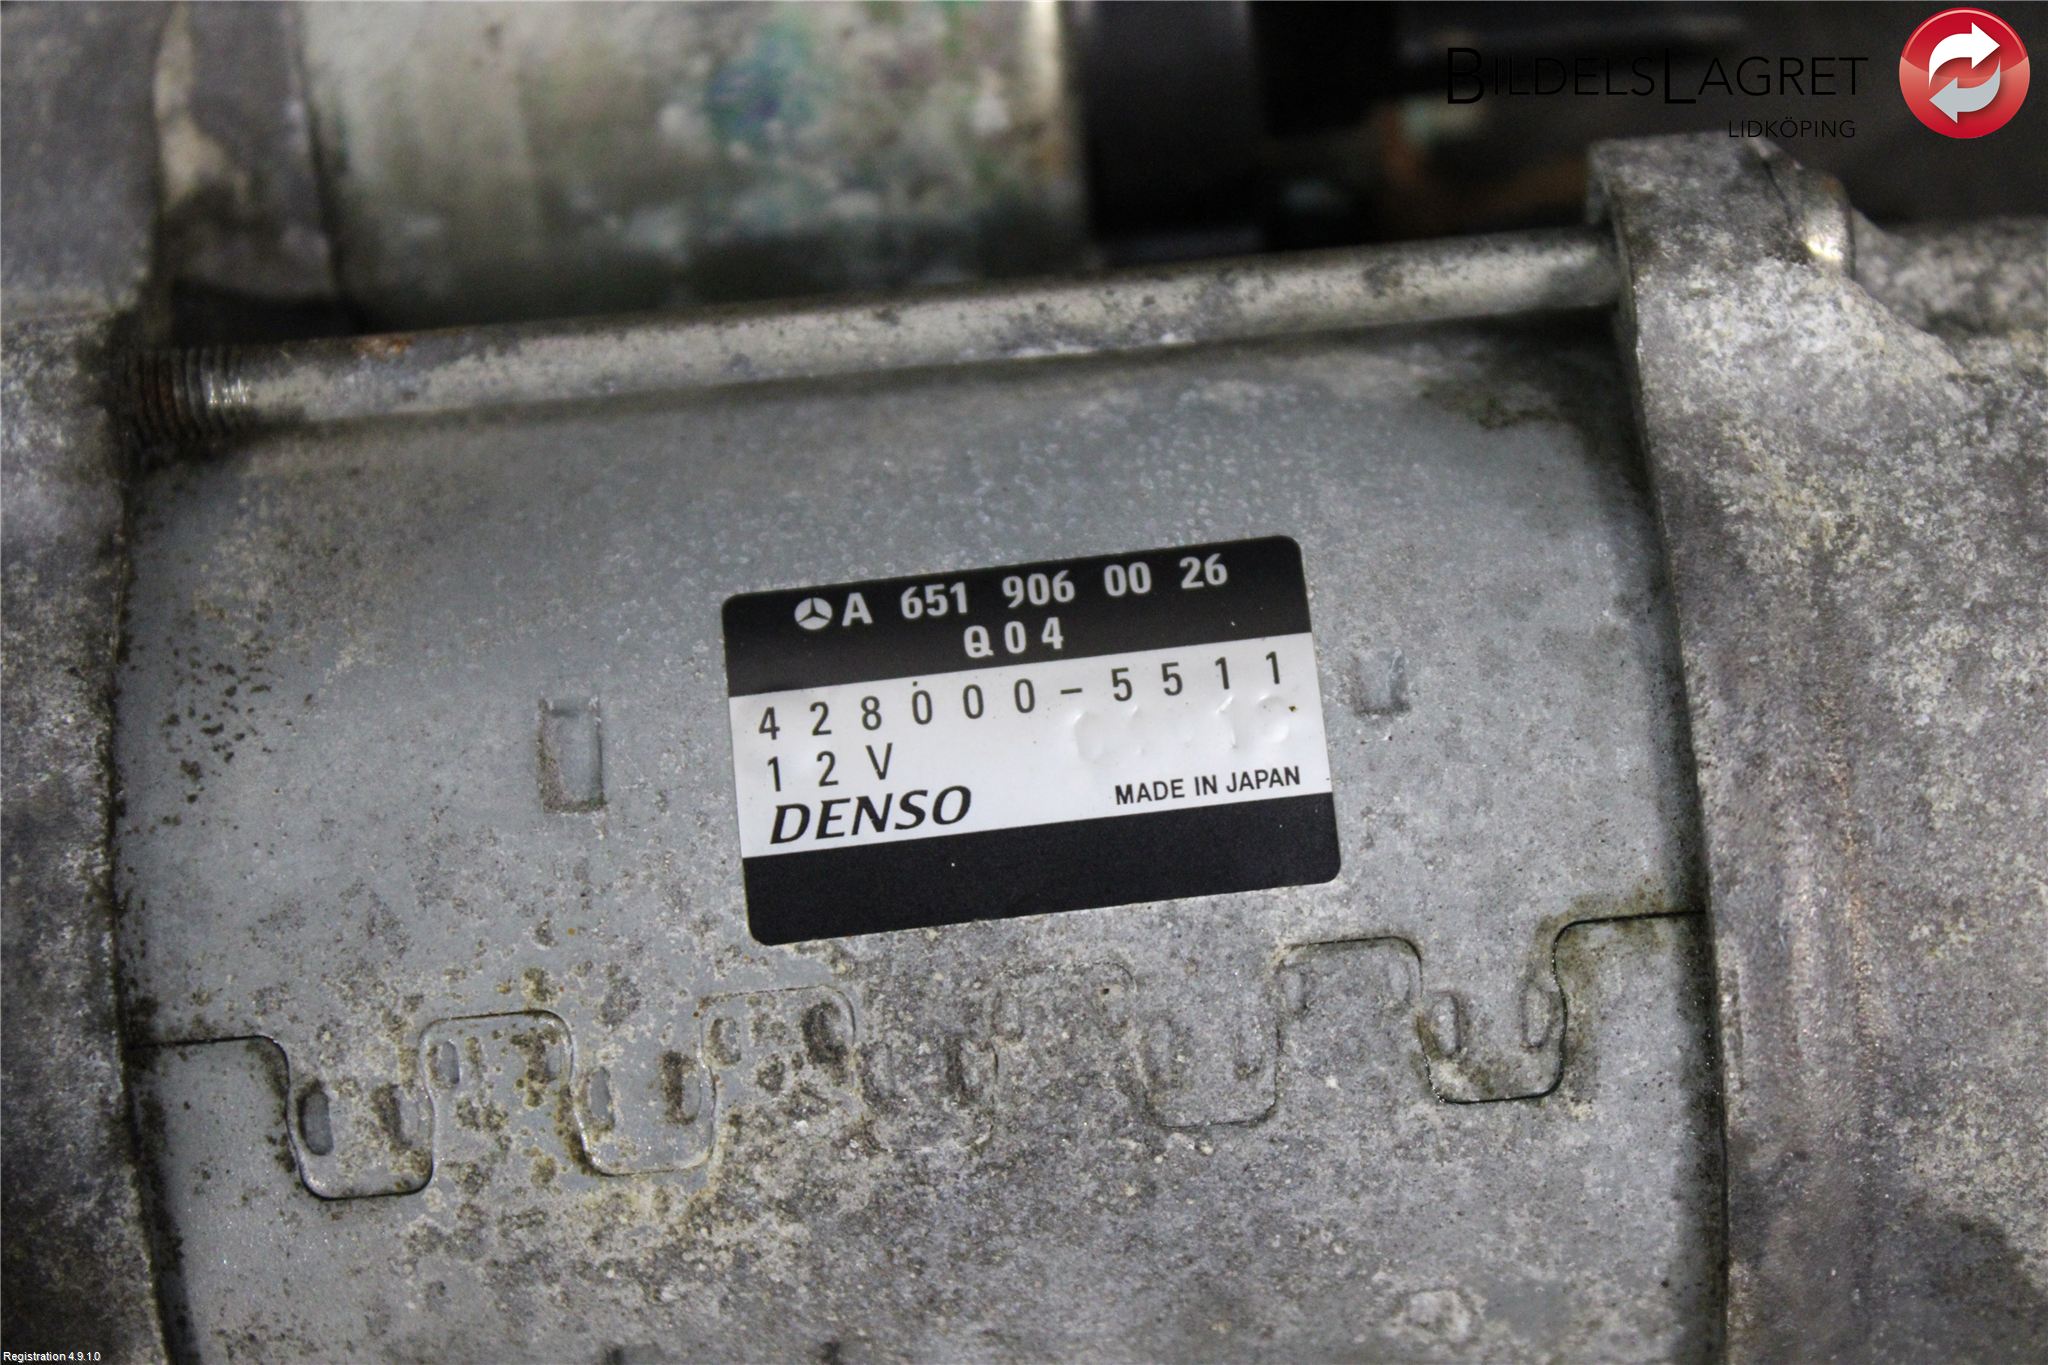 BILDELSLAGRET
LIDKÖPING
A 651 906 00 26
Q04
428000-5511
12V
DENSO
MADE IN JAPAN
Registration 4.9.1.0